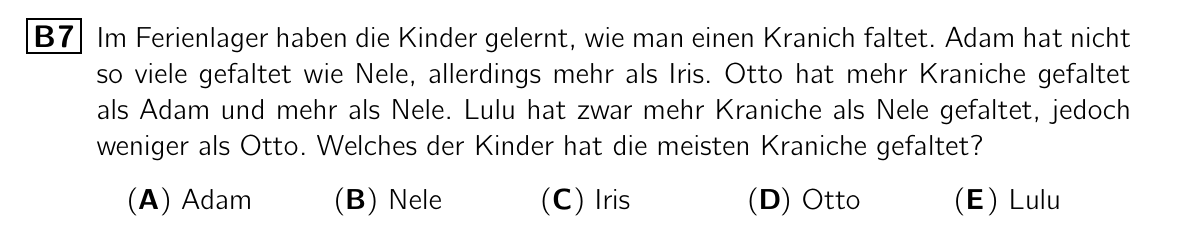 B7 Im Ferienlager haben die Kinder gelernt, wie man einen Kranich faltet. Adam hat nicht
so viele gefaltet wie Nele, allerdings mehr als Iris. Otto hat mehr Kraniche gefaltet
als Adam und mehr als Nele. Lulu hat zwar mehr Kraniche als Nele gefaltet, jedoch
weniger als Otto. Welches der Kinder hat die meisten Kraniche gefaltet?
(A) Adam (B) Nele (C) Iris (D) Otto (E) Lulu